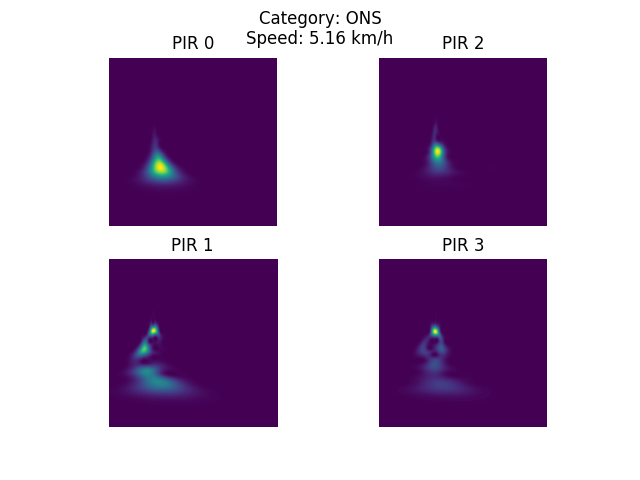 Category: ONS
Speed: 5.16 km/h
PIR 0
PIR 2
PIR 1
PIR 3